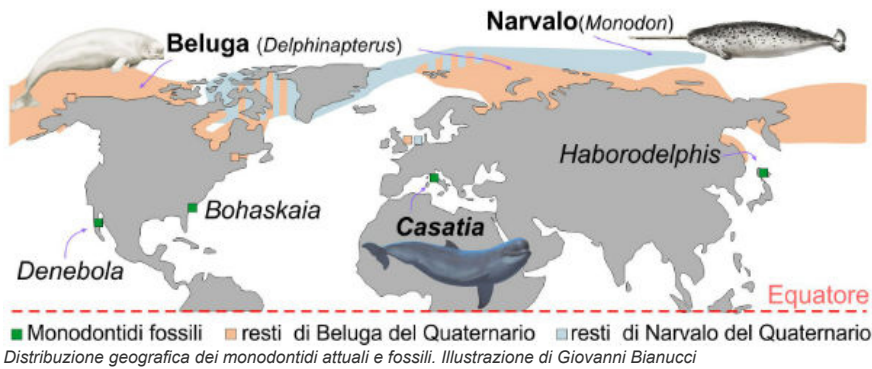 Narvalo(Monodon)
Beluga (Delphinapterus)
Haborodelphis
Bohaskaia
Casatia
Denebola
Equatore
Monodontidi fossili resti di Beluga del Quaternario resti di Narvalo del Quaternario
Distribuzione geografica dei monodontidi attuali e fossili. Illustrazione di Giovanni Bianucci